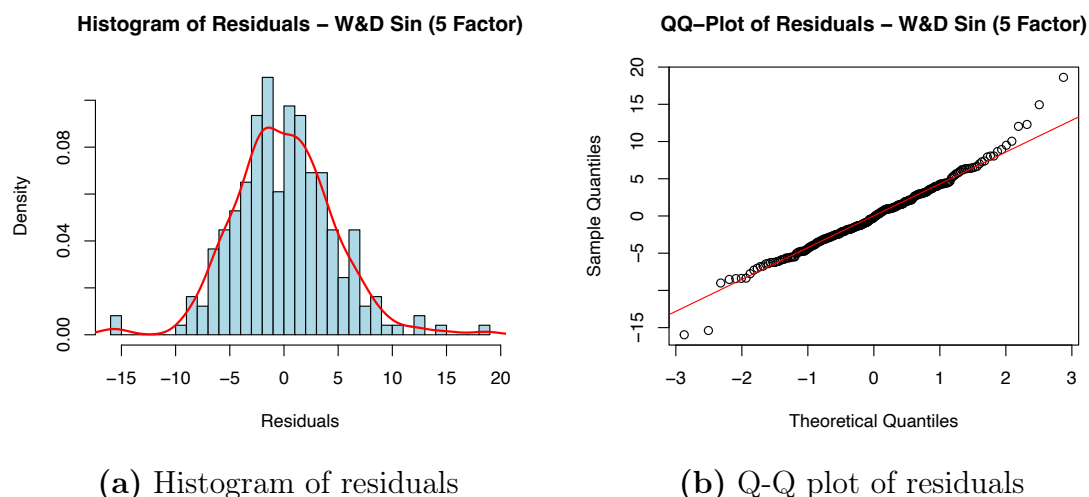 Histogram of Residuals – W&D Sin (5 Factor)
Density
0.00
0.04
0.08
−15 −10 −5 0 5 10 15 20
Residuals
(a) Histogram of residuals
QQ−Plot of Residuals – W&D Sin (5 Factor)
Sample Quantiles
−15 −5 0 5 10 15 20
−3 −2 −1 0 1 2 3
Theoretical Quantiles
(b) Q-Q plot of residuals